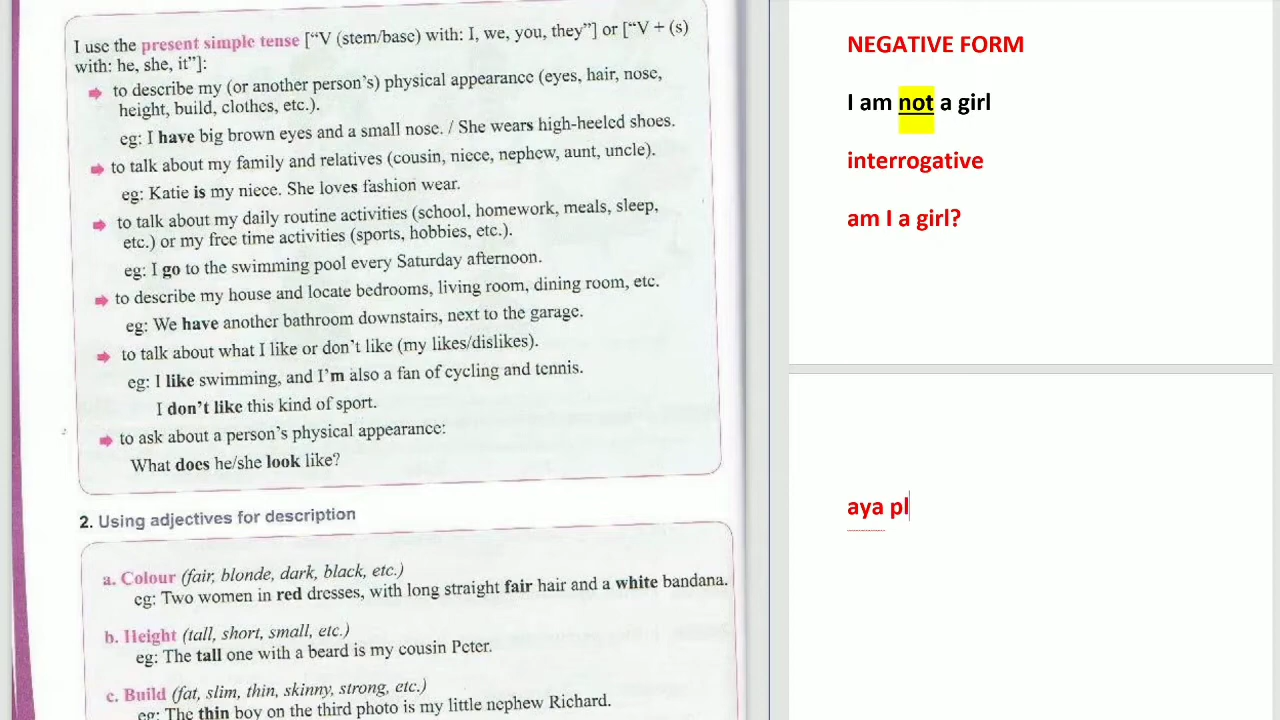 I use the present simple tense [“V (stem/base) with: I, we, you, they”] or [“V + (s)
with: he, she, it”]:
to describe my (or another person’s) physical appearance (eyes, hair, nose,
height, build, clothes, etc.).
eg: I have big brown eyes and a small nose. / She wears high-heeled shoes.
to talk about my family and relatives (cousin, niece, nephew, aunt, uncle).
eg: Katie is my niece. She loves fashion wear.
to talk about my daily routine activities (school, homework, meals, sleep,
etc.) or my free time activities (sports, hobbies, etc.).
eg: I go to the swimming pool every Saturday afternoon.
to describe my house and locate bedrooms, living room, dining room, etc.
eg: We have another bathroom downstairs, next to the garage.
to talk about what I like or don’t like (my likes/dislikes).
eg: I like swimming, and I’m also a fan of cycling and tennis.
I don’t like this kind of sport.
to ask about a person’s physical appearance:
What does he/she look like?
2. Using adjectives for description
a. Colour (fair, blonde, dark, black, etc.)
eg: Two women in red dresses, with long straight fair hair and a white bandana.
b. Height (tall, short, small, etc.)
eg: The tall one with a beard is my cousin Peter.
c. Build (fat, slim, thin, skinny, strong, etc.)
eg: The thin boy on the third photo is my little nephew Richard.
NEGATIVE FORM
I am not a girl
interrogative
am I a girl?
aya pl